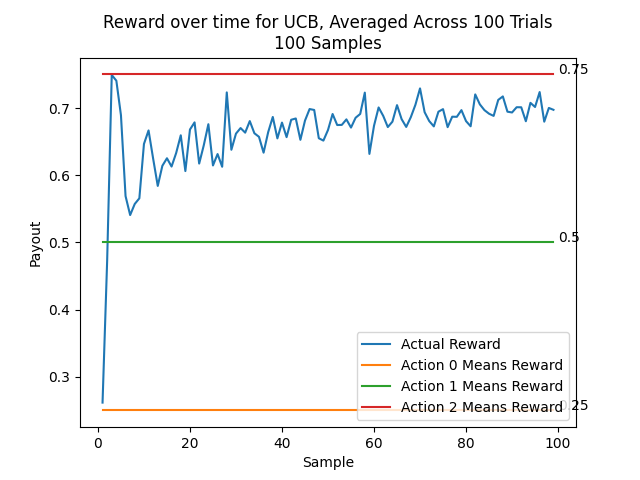 Reward over time for UCB, Averaged Across 100 Trials
100 Samples
Payout
0.7
0.6
0.5
0.4
0.3
0.75
0.5
0.25
Actual Reward
Action 0 Means Reward
Action 1 Means Reward
Action 2 Means Reward
0 20 40 60 80 100
Sample